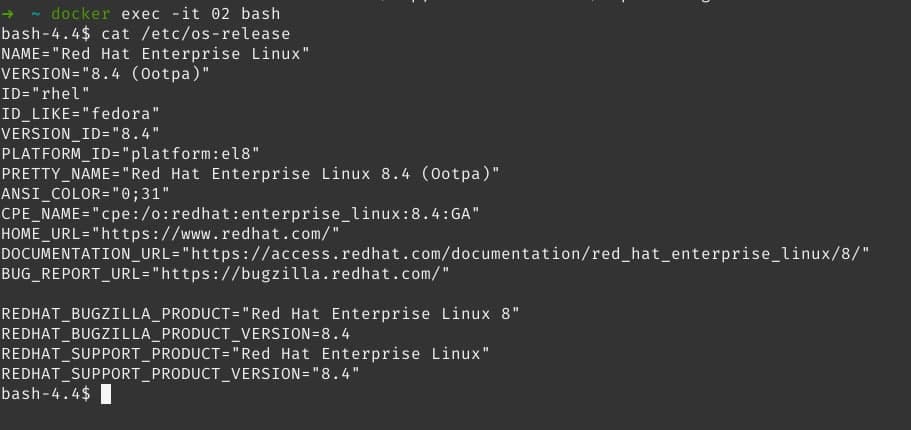 → ~ docker exec -it 02 bash
bash-4.4$ cat /etc/os-release
NAME="Red Hat Enterprise Linux"
VERSION="8.4 (Ootpa)"
ID="rhel"
ID_LIKE="fedora"
VERSION_ID="8.4"
PLATFORM_ID="platform:el8"
PRETTY_NAME="Red Hat Enterprise Linux 8.4 (Ootpa)"
ANSI_COLOR="0;31"
CPE_NAME="cpe:/o:redhat:enterprise_linux:8.4:GA"
HOME_URL="https://www.redhat.com/"
DOCUMENTATION_URL="https://access.redhat.com/documentation/red_hat_enterprise_linux/8/"
BUG_REPORT_URL="https://bugzilla.redhat.com/"

REDHAT_BUGZILLA_PRODUCT="Red Hat Enterprise Linux 8"
REDHAT_BUGZILLA_PRODUCT_VERSION=8.4
REDHAT_SUPPORT_PRODUCT="Red Hat Enterprise Linux"
REDHAT_SUPPORT_PRODUCT_VERSION="8.4"
bash-4.4$